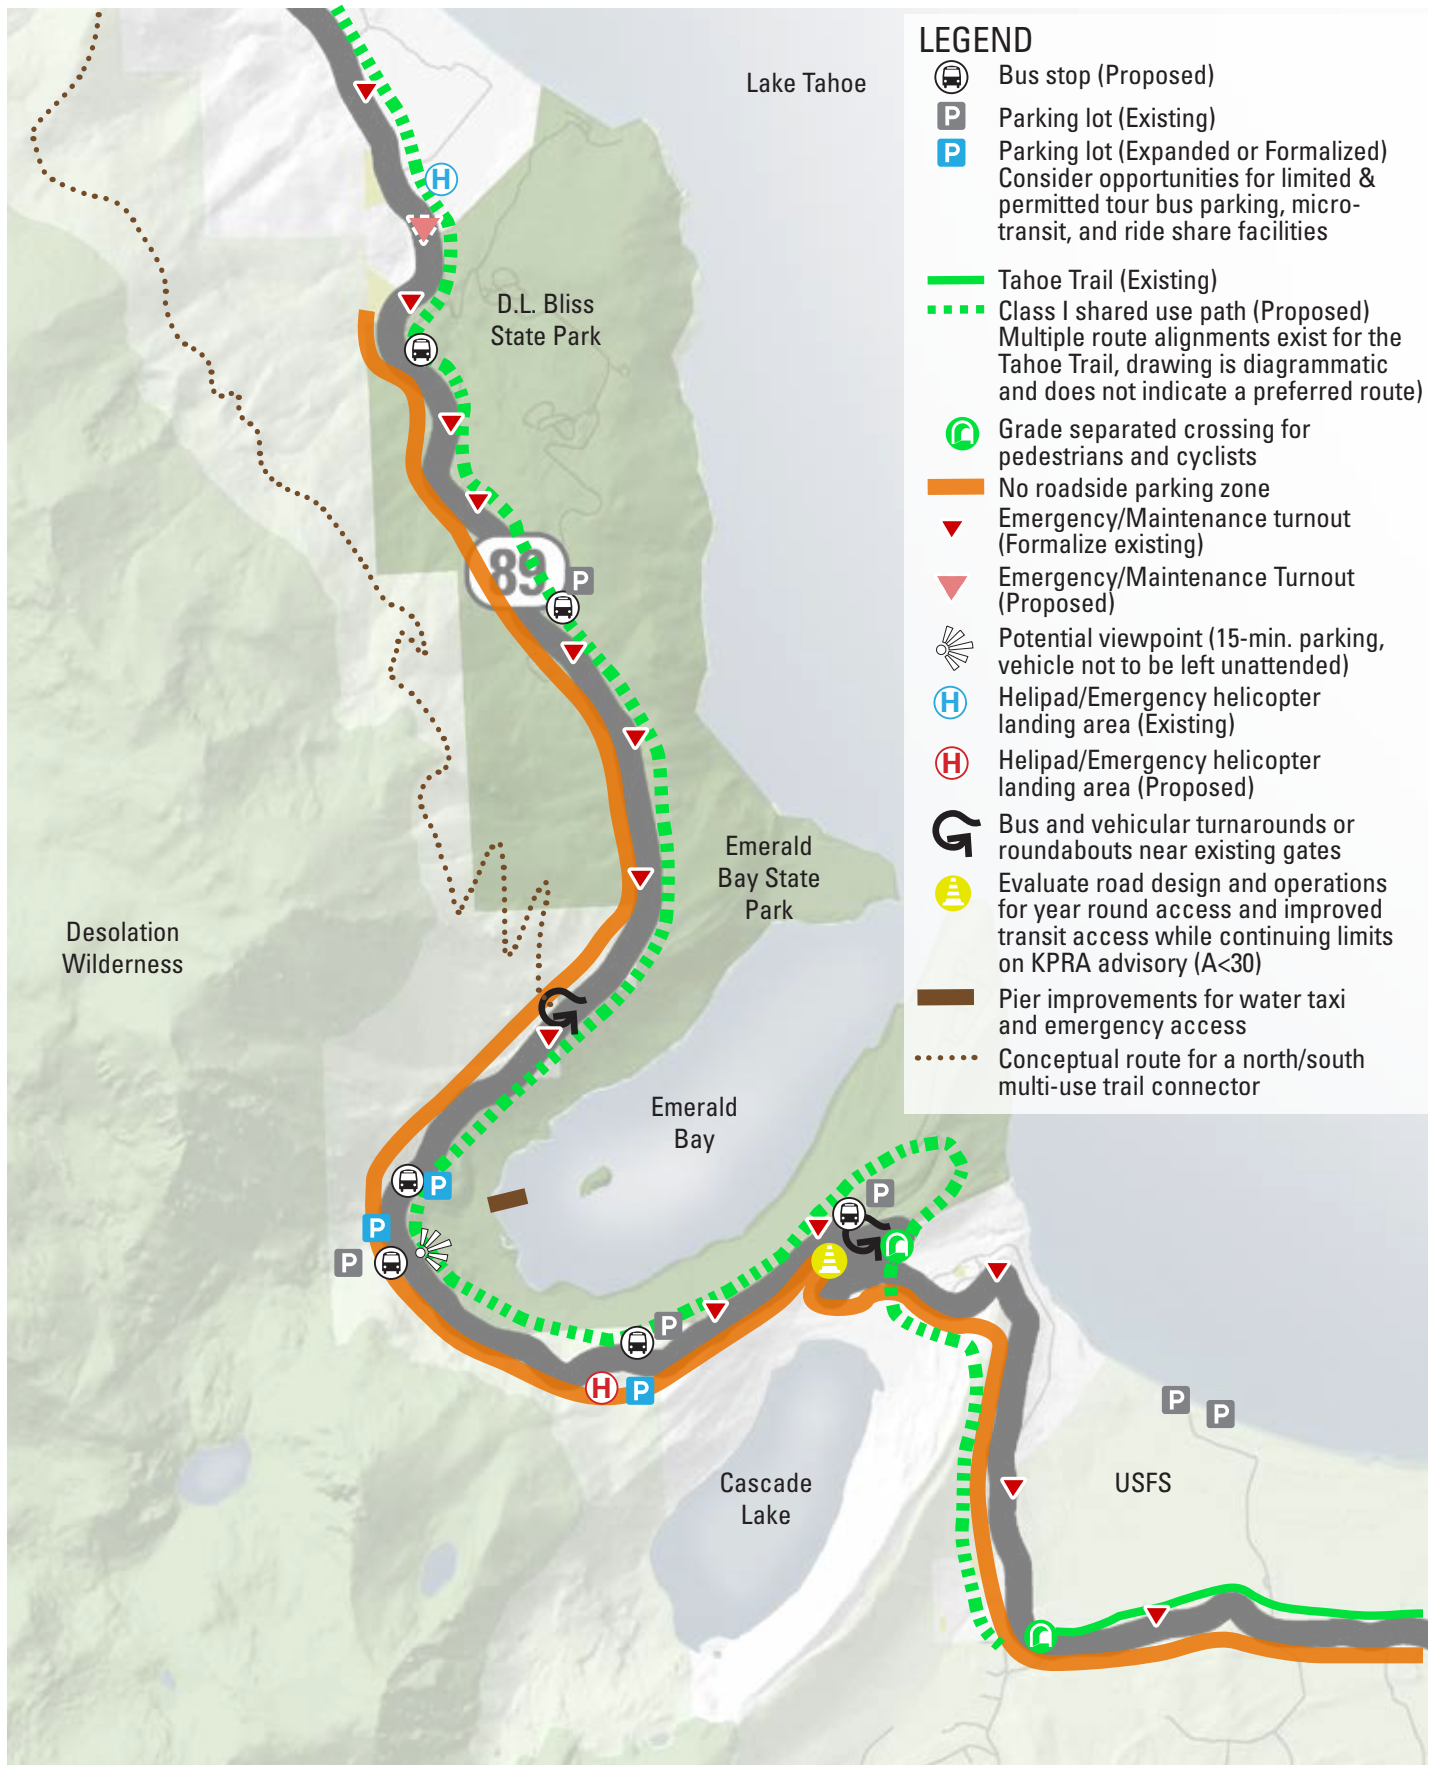 LEGEND
Bus stop (Proposed)
P
Parking lot (Existing)
P
Parking lot (Expanded or Formalized)
Consider opportunities for limited &
permitted tour bus parking, micro-
transit, and ride share facilities
Tahoe Trail (Existing)
Class I shared use path (Proposed)
Multiple route alignments exist for the
Tahoe Trail, drawing is diagrammatic
and does not indicate a preferred route)
Grade separated crossing for
pedestrians and cyclists
No roadside parking zone
Emergency/Maintenance turnout
(Formalize existing)
Emergency/Maintenance Turnout
(Proposed)
Potential viewpoint (15-min. parking,
vehicle not to be left unattended)
H
Helipad/Emergency helicopter
landing area (Existing)
H
Helipad/Emergency helicopter
landing area (Proposed)
Bus and vehicular turnarounds or
roundabouts near existing gates
Evaluate road design and operations
for year round access and improved
transit access while continuing limits
on KPRA advisory (A<30)
Pier improvements for water taxi
and emergency access
Conceptual route for a north/south
multi-use trail connector
Lake Tahoe
H
D.L. Bliss
State Park
89
P
Emerald
Bay State
Park
Desolation
Wilderness
Emerald
Bay
P
P
P
P
P
H
P
P
P
Cascade
Lake
USFS